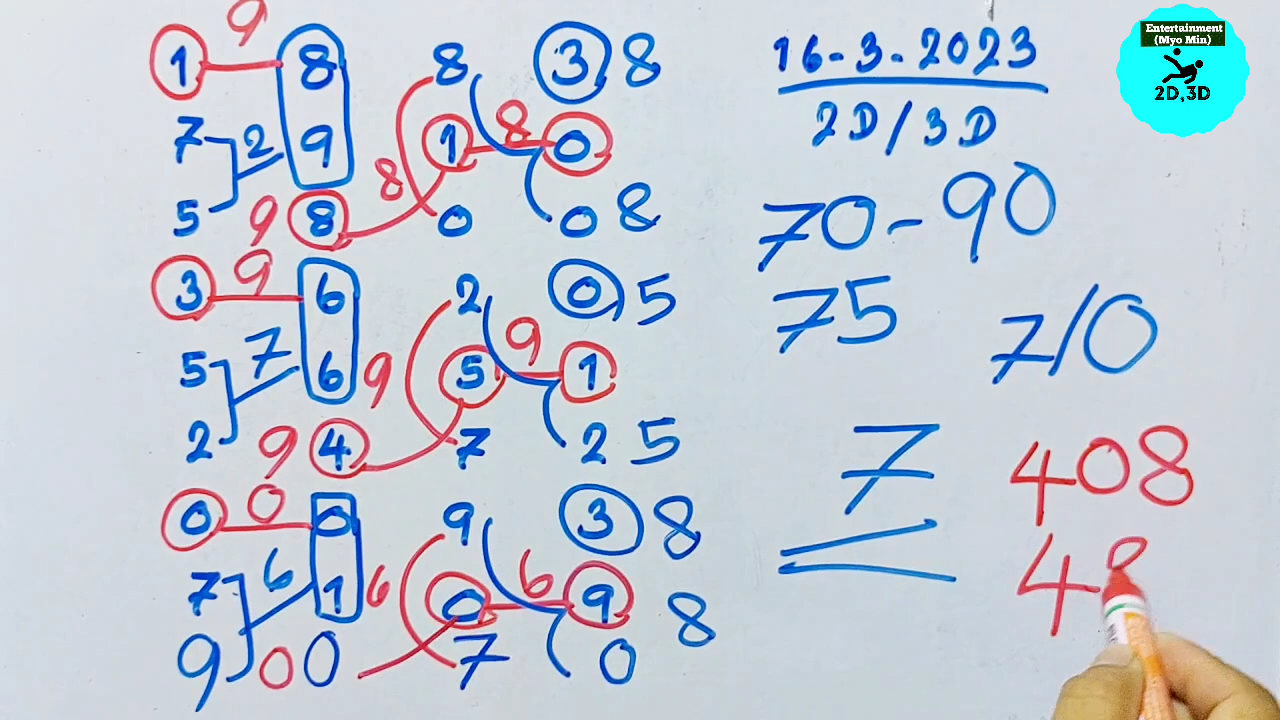 9
1 8 8 3 8
7 2 9 1 8 0
8
5 9 8 0 0 8
9
3 6 2 0 5
5 7 6 9 5 9 1
2 9 4 7 2 5
0
0 0 9 3 8
7 6 1 6 0 6 9
8
9 0 0 7 0
16-3-2023
2D/3D
70-90
75
7/0
7
408
4
Entertainment
(Myo Min)
2D,3D